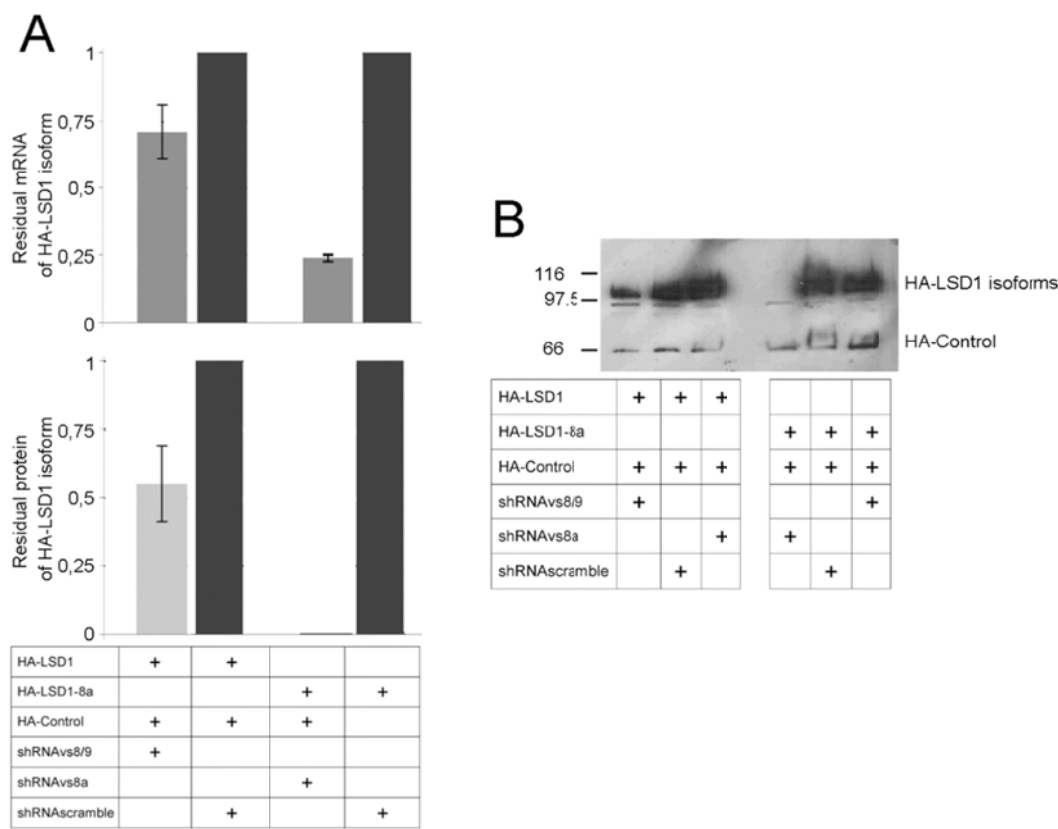 A
Residual mRNA
of HA-LSD1 isoform
1
0,75
0,5
0,25
0
Residual protein
of HA-LSD1 isoform
1
0,75
0,5
0,25
0
HA-LSD1 + +
HA-LSD1-8a + +
HA-Control + + +
shRNAvs8/9 +
shRNAvs8a +
shRNAscramble + +
B
116
97.5
66
HA-LSD1 isoforms
HA-Control
HA-LSD1 + + +
HA-LSD1-8a + + +
HA-Control + + + + + +
shRNAvs8/9 + +
shRNAvs8a + +
shRNAscramble + +